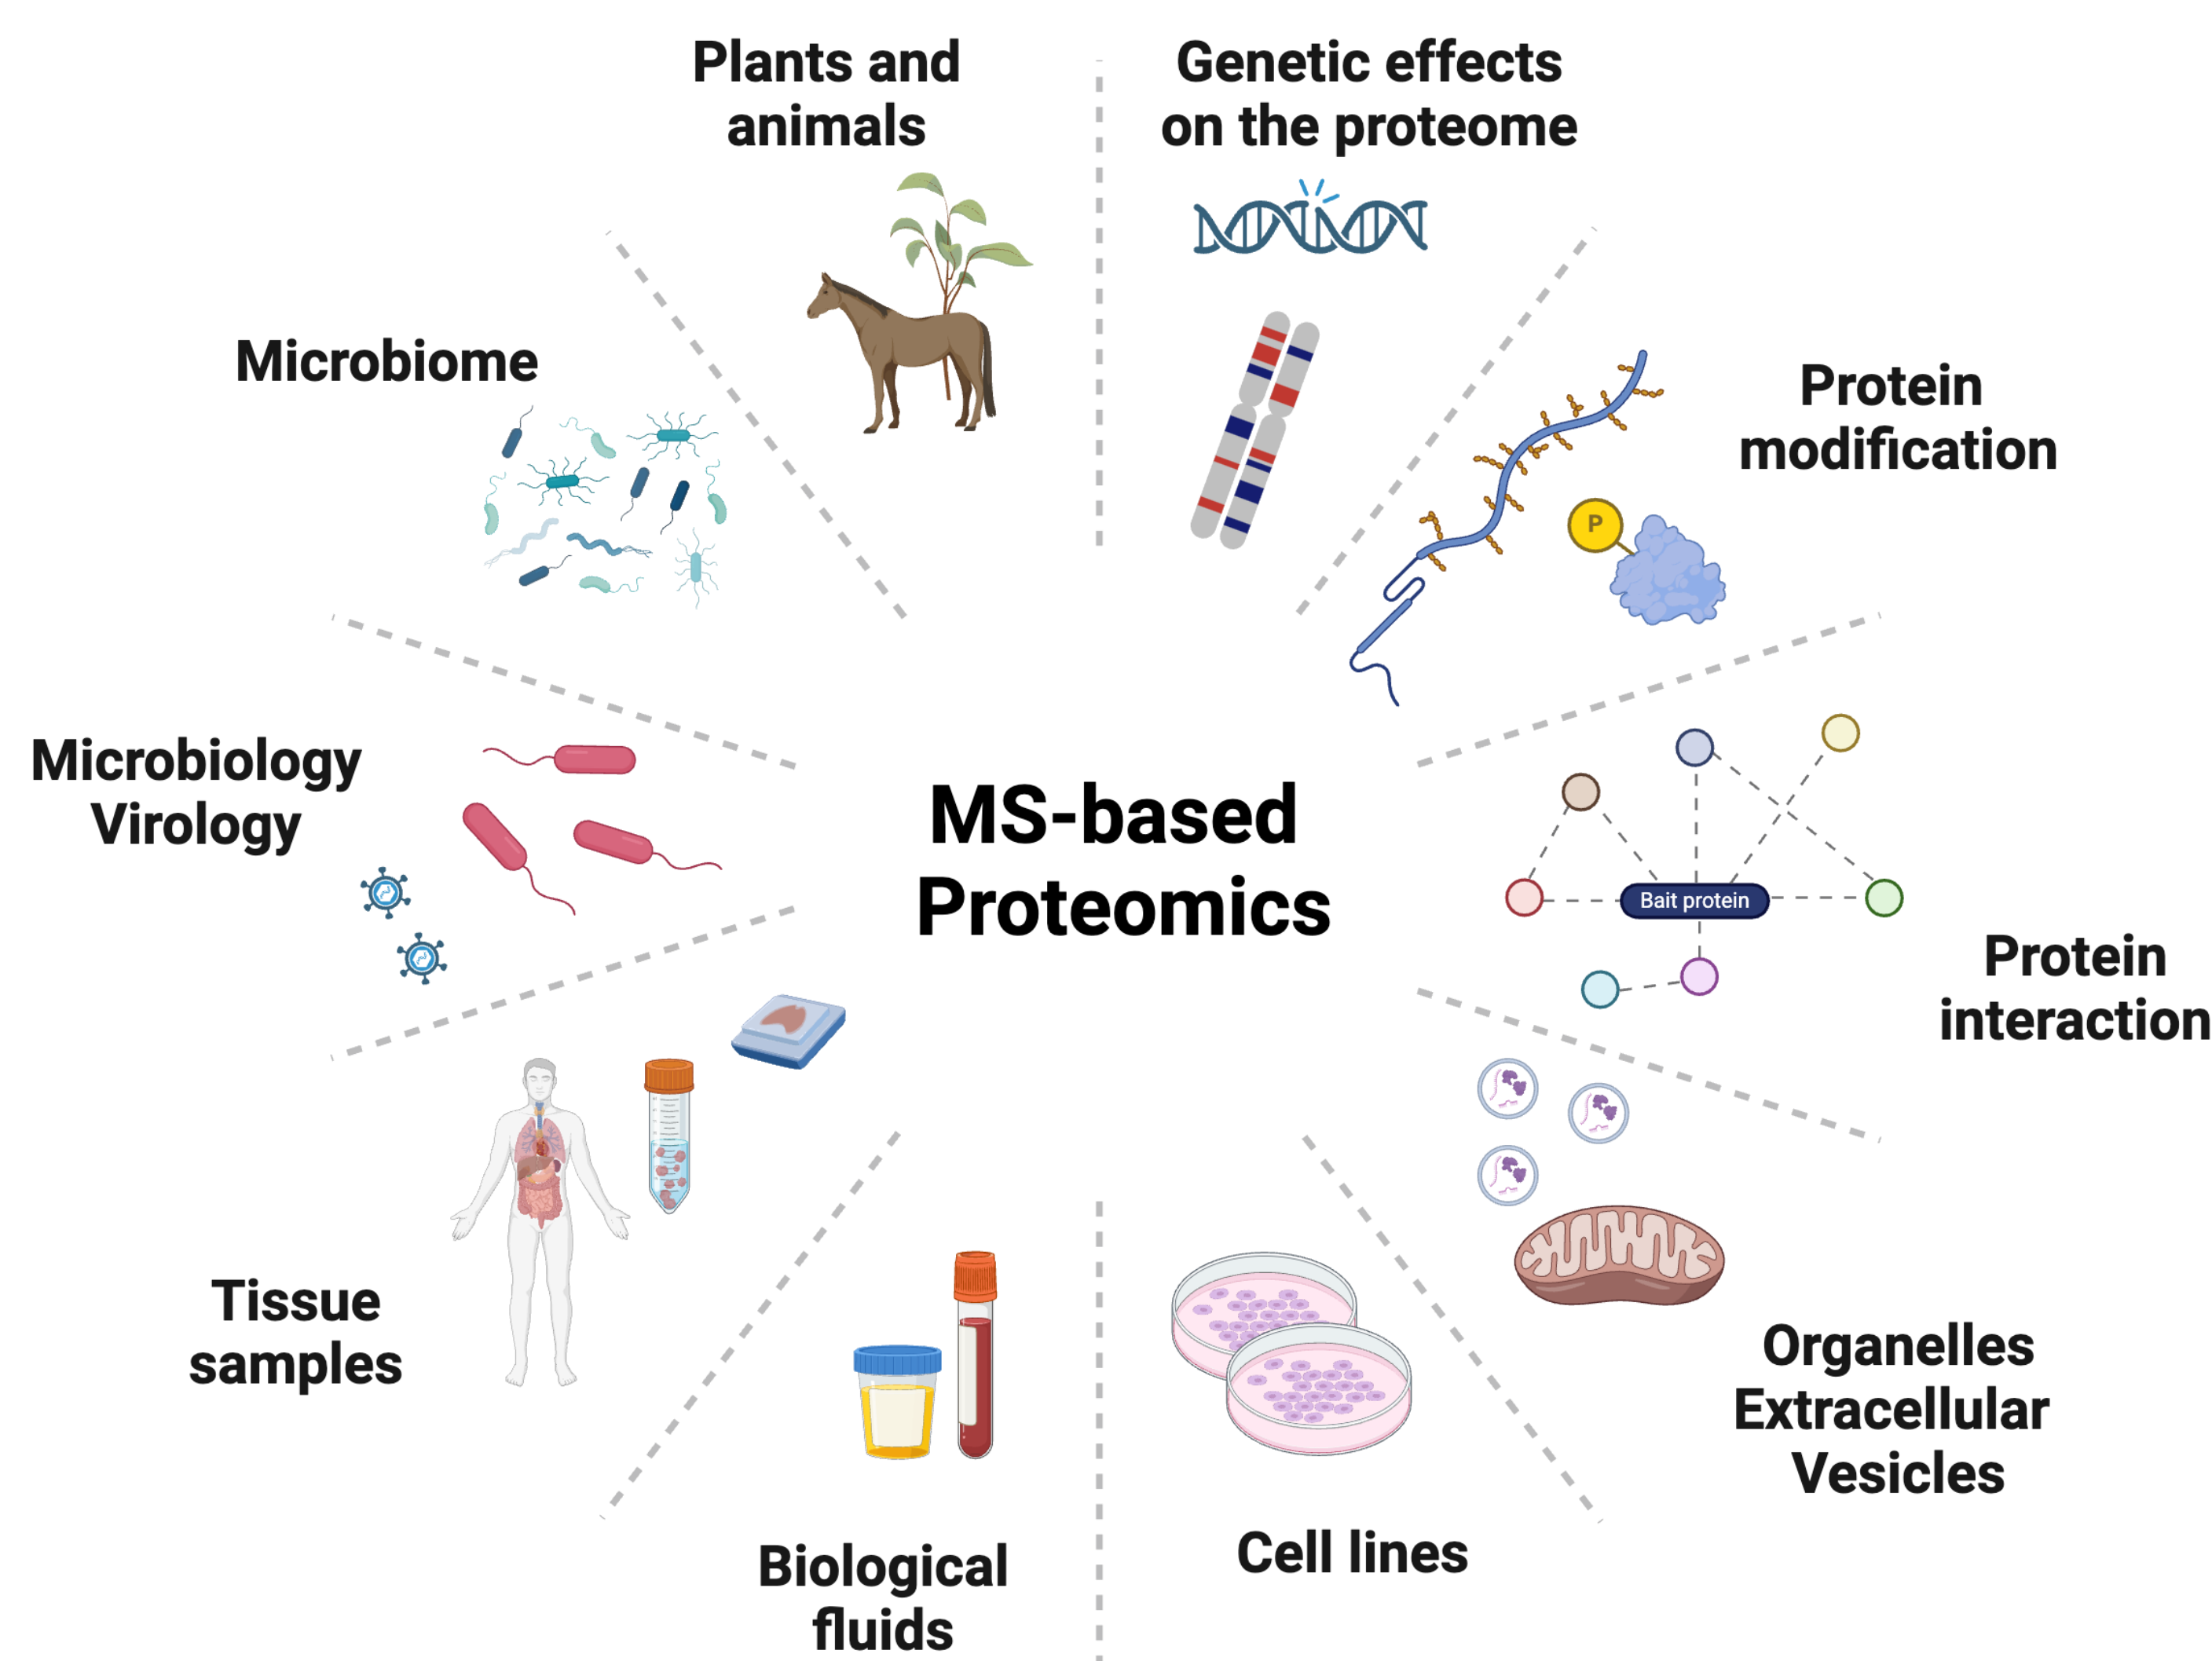 Plants and
animals
Genetic effects
on the proteome
Microbiome
Protein
modification
P
Microbiology
Virology
MS-based
Proteomics
Bait protein
Protein
interaction
Tissue
samples
Organelles
Extracellular
Vesicles
Biological
fluids
Cell lines